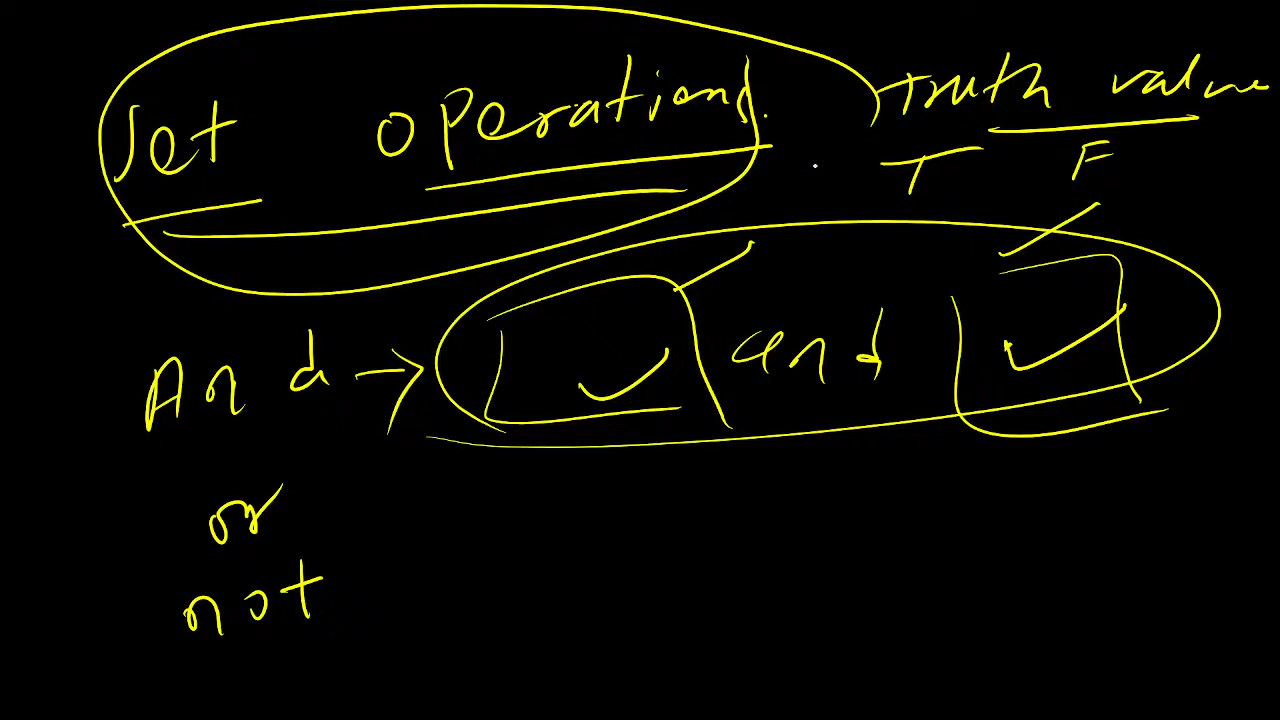 Set operations. truth value
T F
And → and
or
not